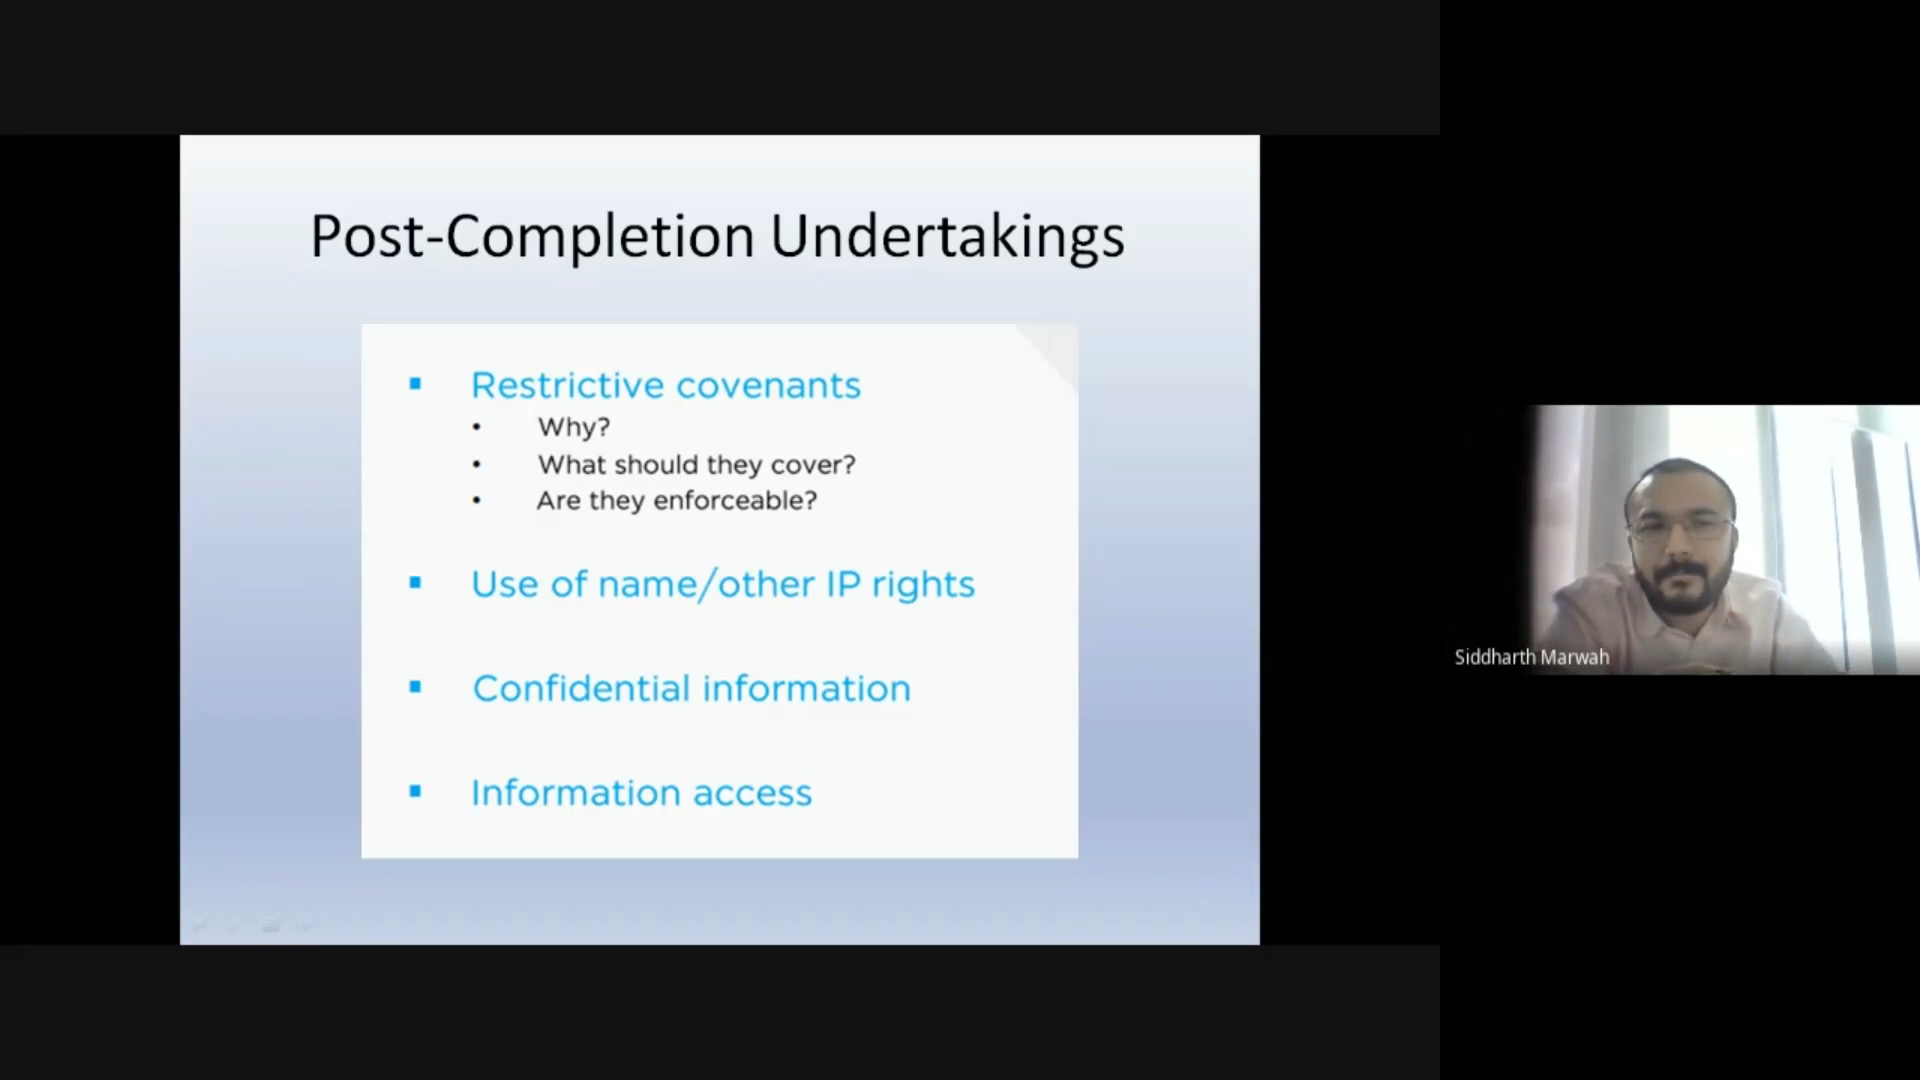 Post-Completion Undertakings
▪ Restrictive covenants
• Why?
• What should they cover?
• Are they enforceable?
▪ Use of name/other IP rights
▪ Confidential information
▪ Information access
Siddharth Marwah